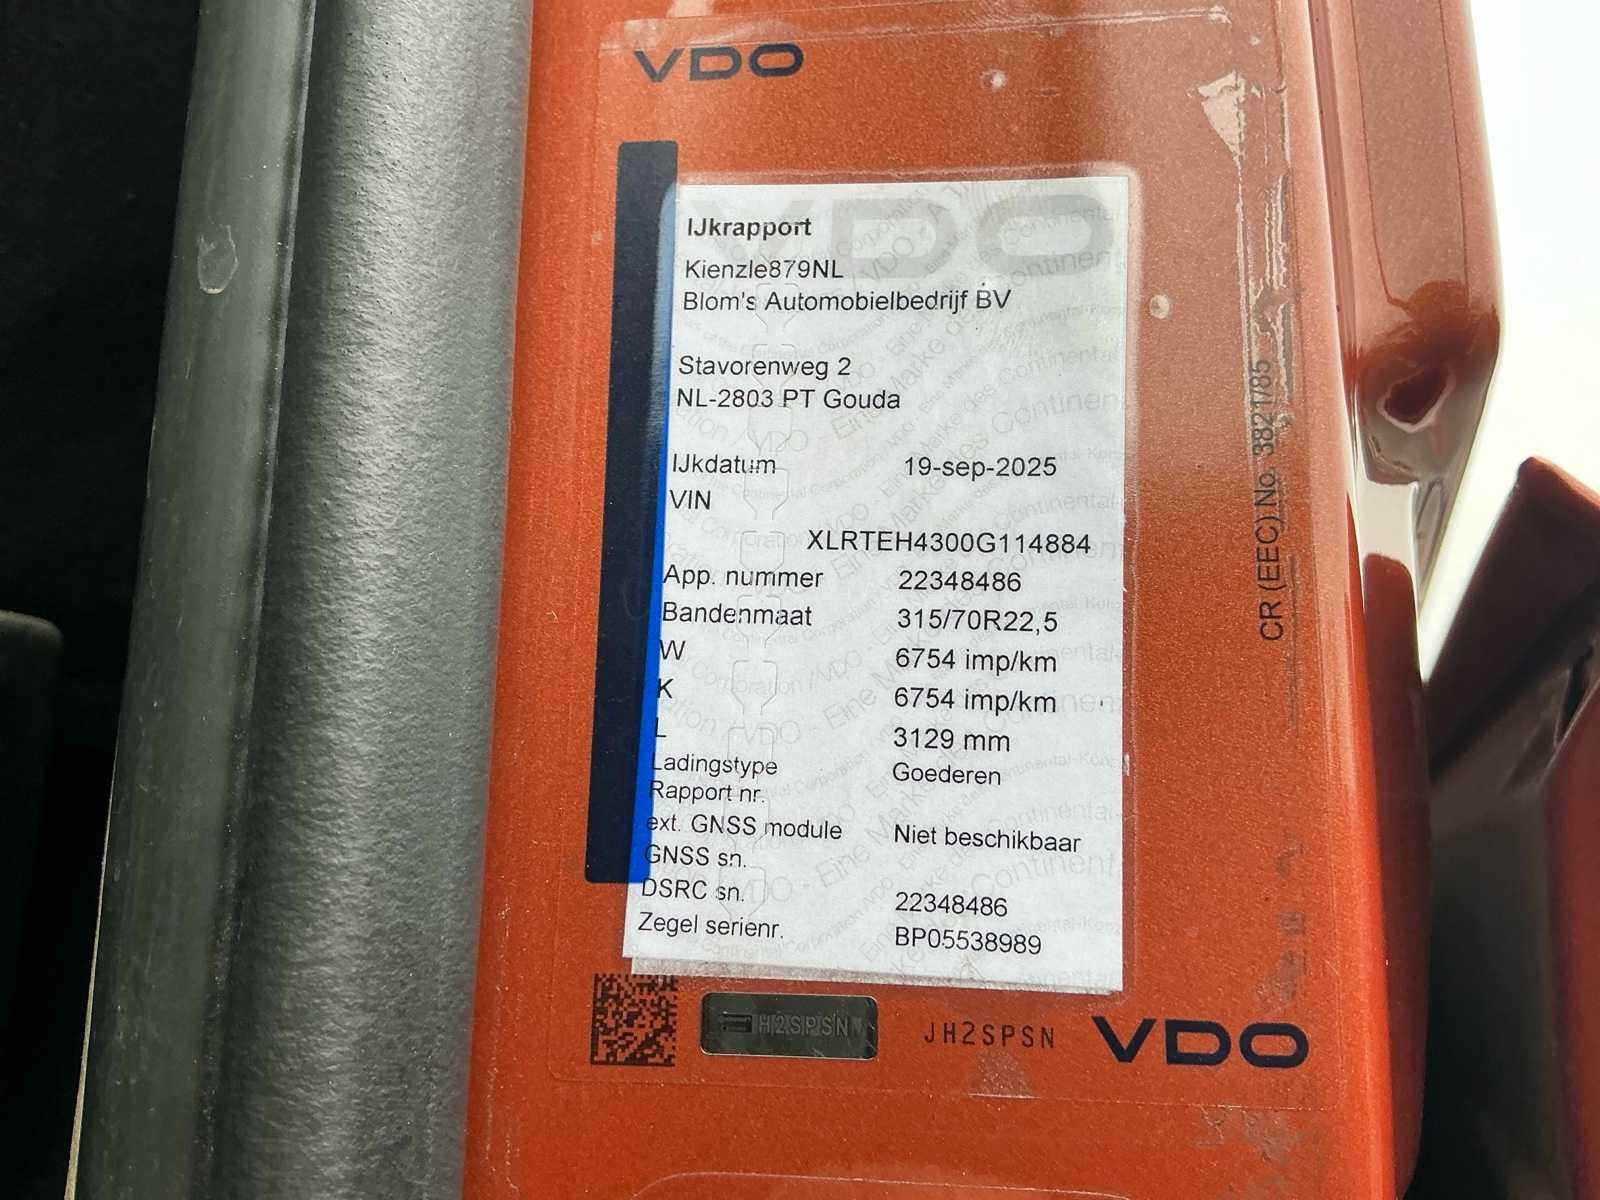 VDO
IJkrapport
Kienzle879NL
Blom's Automobielbedrijf BV
Stavorenweg 2
NL-2803 PT Gouda
IJkdatum 19-sep-2025
VIN
XLRTEH4300G114884
App. nummer 22348486
Bandenmaat 315/70R22,5
W 6754 imp/km
K 6754 imp/km
L 3129 mm
Ladingstype Goederen
Rapport nr.
ext. GNSS module Niet beschikbaar
GNSS sn.
DSRC sn. 22348486
Zegel serienr. BP05538989
H2SPSN
JH2SPSN
VDO
CR (EEC) No. 3821/85